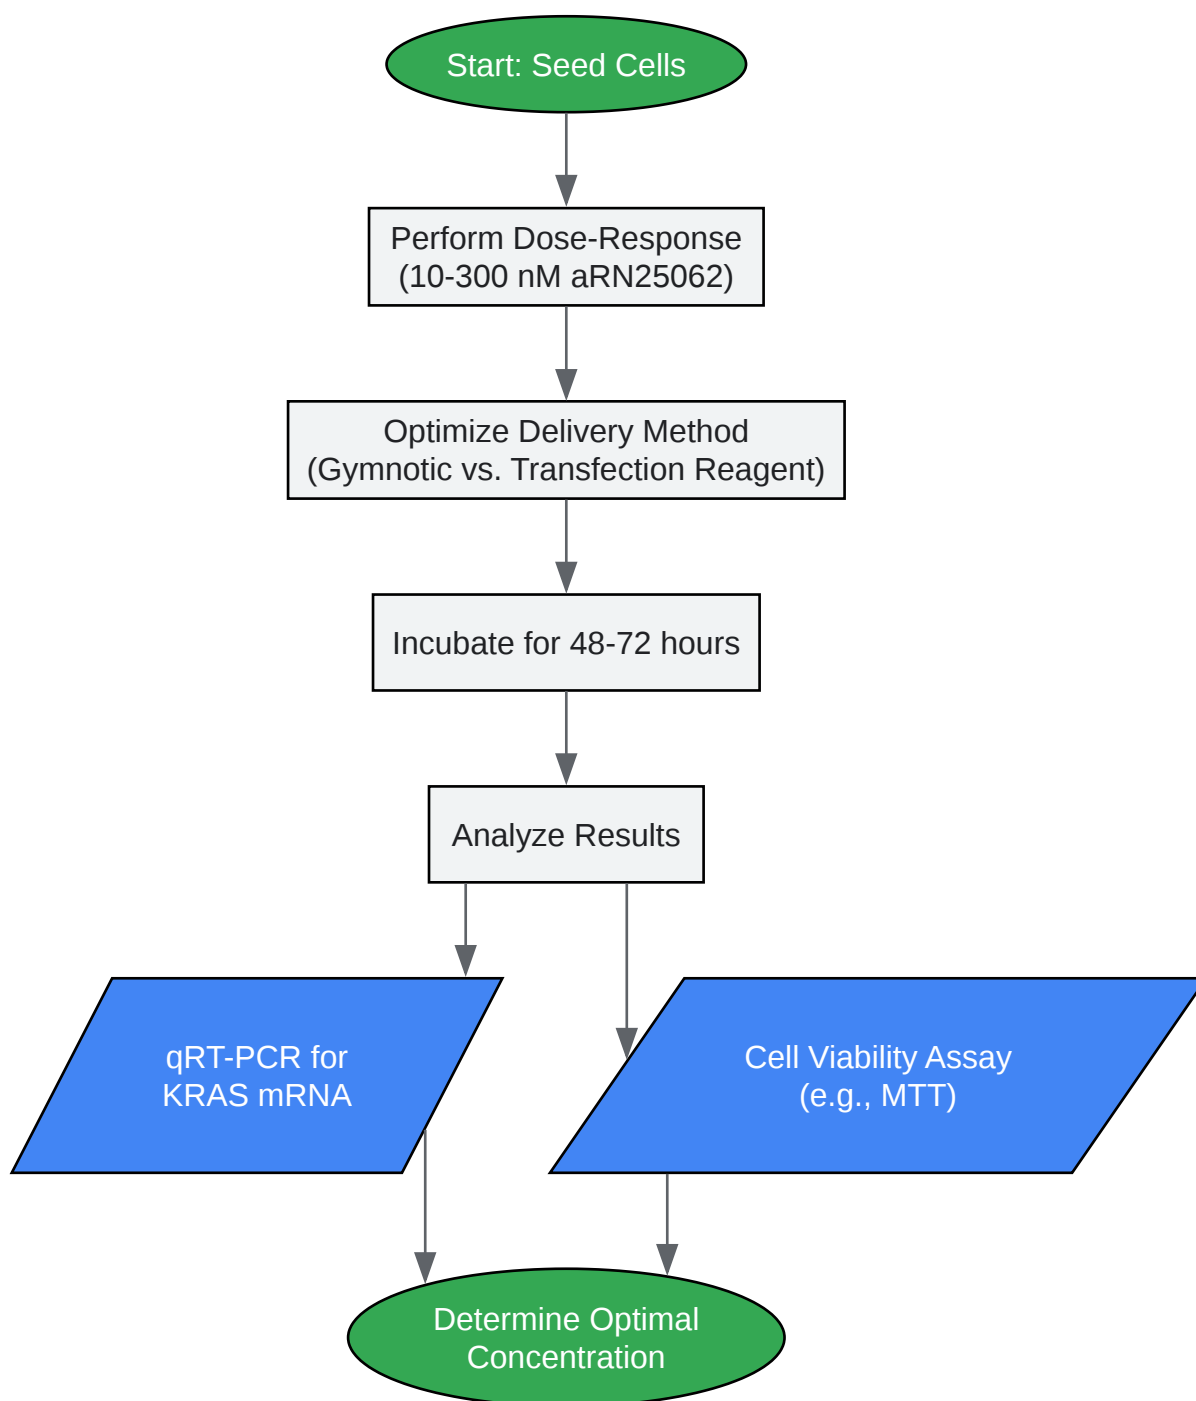 Start: Seed Cells
Perform Dose-Response
(10-300 nM aRN25062)
Optimize Delivery Method
(Gymnotic vs. Transfection Reagent)
Incubate for 48-72 hours
Analyze Results
qRT-PCR for
KRAS mRNA
Cell Viability Assay
(e.g., MTT)
Determine Optimal
Concentration